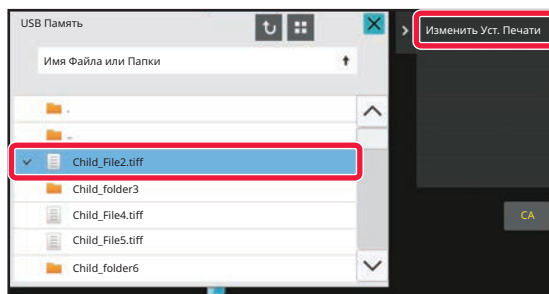 USB Память
Изменить Уст. Печати
Имя Файла или Папки
.
..
Child_File2.tiff
Child_folder3
Child_File4.tiff
Child_File5.tiff
Child_folder6
CA